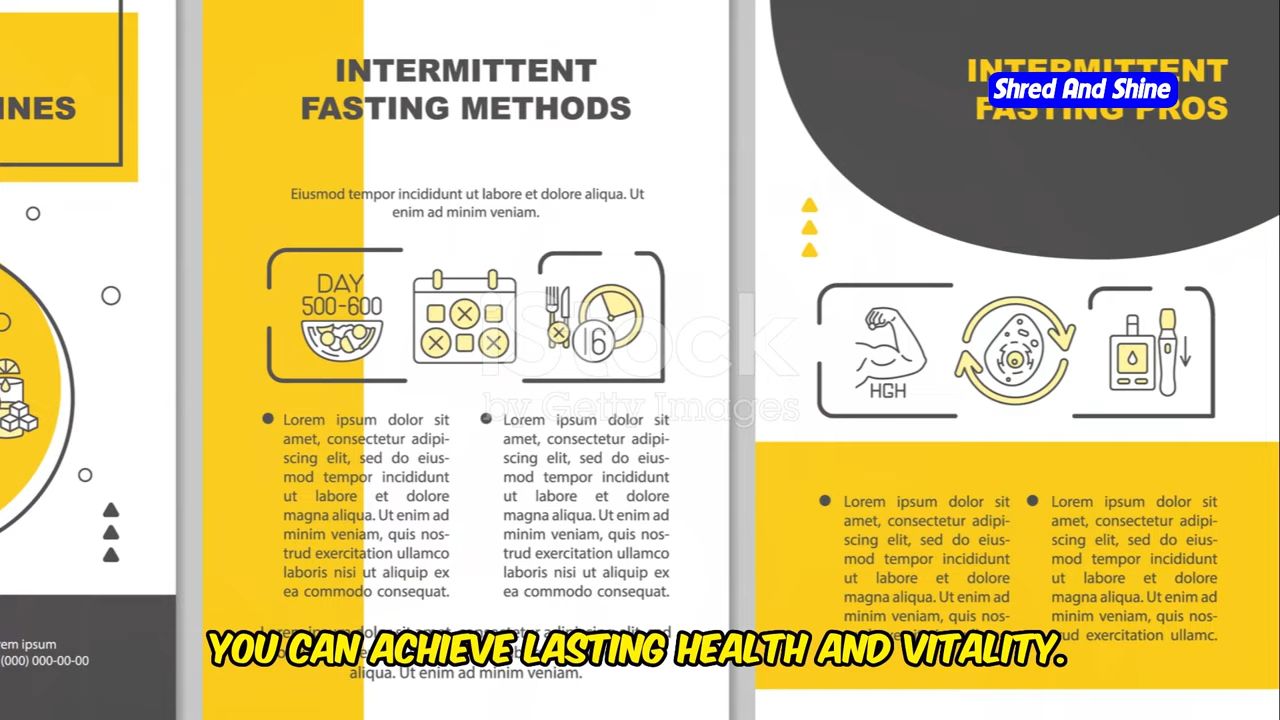 INES
rem ipsum
(000) 000-00-00
INTERMITTENT
FASTING METHODS
Eiusmod tempor incididunt ut labore et dolore aliqua. Ut
enim ad minim veniam.
DAY
500-600
16
Lorem ipsum dolor sit
amet, consectetur adipi-
scing elit, sed do eius-
mod tempor incididunt
ut labore et dolore
magna aliqua. Ut enim ad
minim veniam, quis nos-
trud exercitation ullamco
laboris nisi ut aliquip ex
ea commodo consequat.
Lorem ipsum dolor sit
amet, consectetur adipi-
scing elit, sed do eius-
mod tempor incididunt
ut labore et dolore
magna aliqua. Ut enim ad
minim veniam, quis nos-
trud exercitation ullamco
laboris nisi ut aliquip ex
ea commodo consequat.
aliqua. Ut enim ad minim veniam.
INTERMITTENT
FASTING PROS
Shred And Shine
HGH
Lorem ipsum dolor sit
amet, consectetur adipi-
scing elit, sed do eius-
mod tempor incididunt
ut labore et dolore
magna aliqua. Ut enim ad
minim veniam, quis nos-
Lorem ipsum dolor sit
amet, consectetur adipi-
scing elit, sed do eius-
mod tempor incididunt
ut labore et dolore
magna aliqua. Ut enim ad
minim veniam, quis nos-
trud exercitation ullamc.
iStock
by Getty Images
YOU CAN ACHIEVE LASTING HEALTH AND VITALITY.